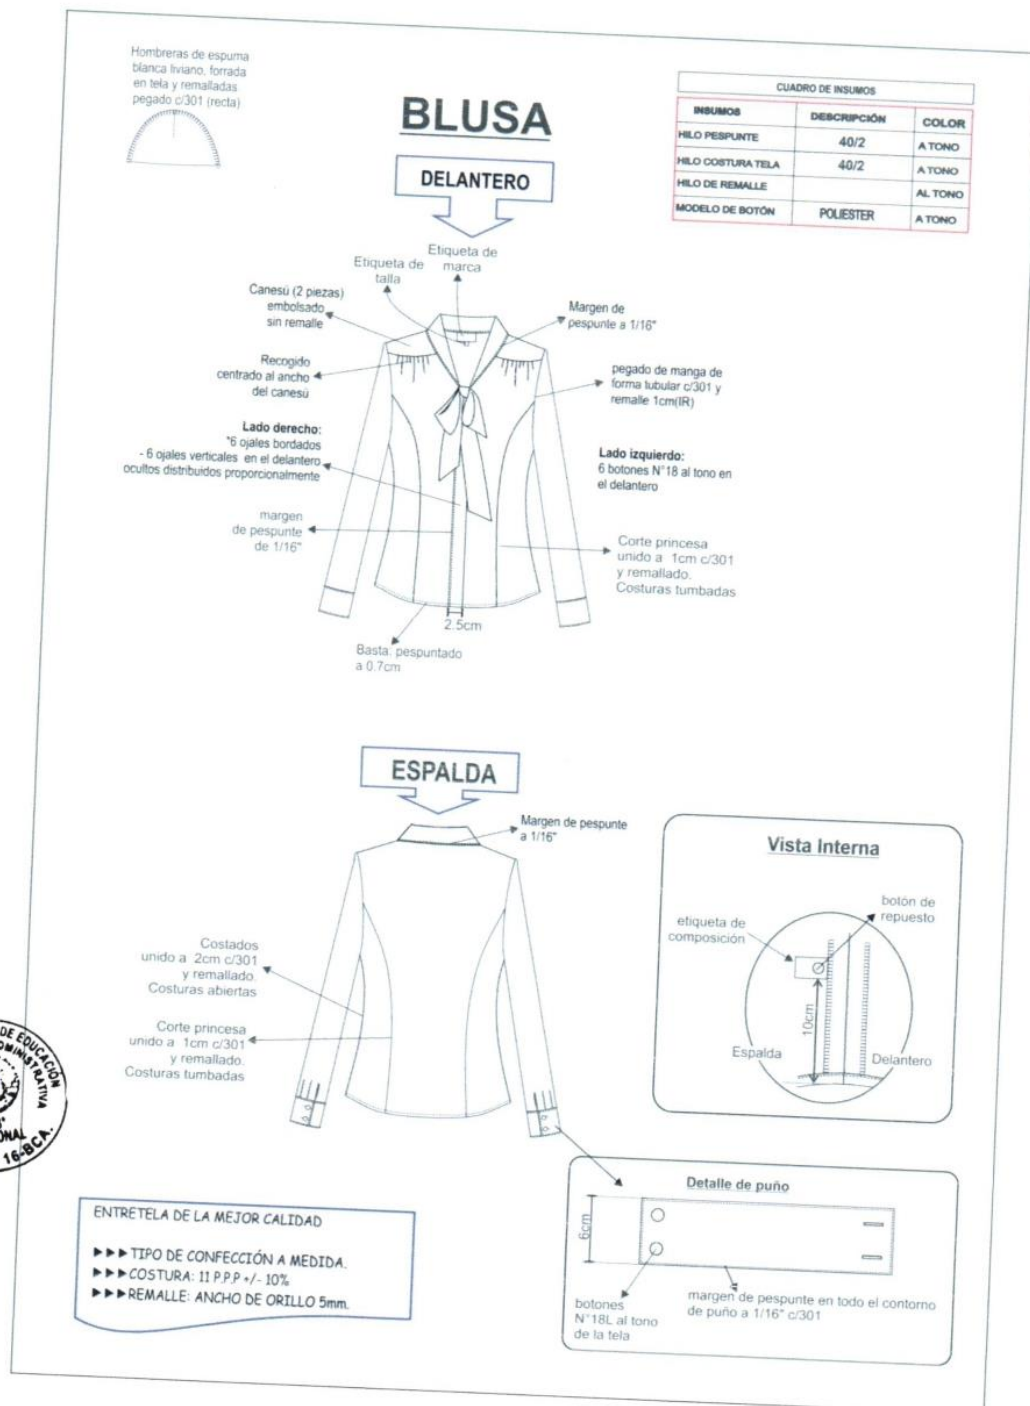 Hombreras de espuma
blanca liviano, forrada
en tela y remalladas
pegado c/301 (recta)
BLUSA
CUADRO DE INSUMOS
INSUMOS DESCRIPCIÓN COLOR
HILO PESPUNTE 40/2 A TONO
HILO COSTURA TELA 40/2 A TONO
HILO DE REMALLE AL TONO
MODELO DE BOTÓN POLIESTER A TONO
DELANTERO
Etiqueta de
marca
Etiqueta de
talla
Canesú (2 piezas)
embolsado
sin remalle
Margen de
pespunte a 1/16"
Recogido
centrado al ancho
del canesú
pegado de manga de
forma tubular c/301 y
remalle 1cm(IR)
Lado derecho:
*6 ojales bordados
- 6 ojales verticales en el delantero
ocultos distribuidos proporcionalmente
Lado izquierdo:
6 botones N°18 al tono en
el delantero
margen
de pespunte
de 1/16"
Corte princesa
unido a 1cm c/301
y remallado.
Costuras tumbadas
2.5cm
Basta: pespuntado
a 0.7cm
ESPALDA
Margen de pespunte
a 1/16"
Costados
unido a 2cm c/301
y remallado.
Costuras abiertas
Corte princesa
unido a 1cm c/301
y remallado.
Costuras tumbadas
Vista Interna
botón de
repuesto
etiqueta de
composición
10cm
Espalda
Delantero
DE EDUCACIÓN
ADMINISTRATIVA
16-BCA.
ENTRETELA DE LA MEJOR CALIDAD
►►►TIPO DE CONFECCIÓN A MEDIDA.
►►►COSTURA: 11 P.P.P +/- 10%
►►►REMALLE: ANCHO DE ORILLO 5mm.
Detalle de puño
6cm
botones
N°18L al tono
de la tela
margen de pespunte en todo el contorno
de puño a 1/16" c/301